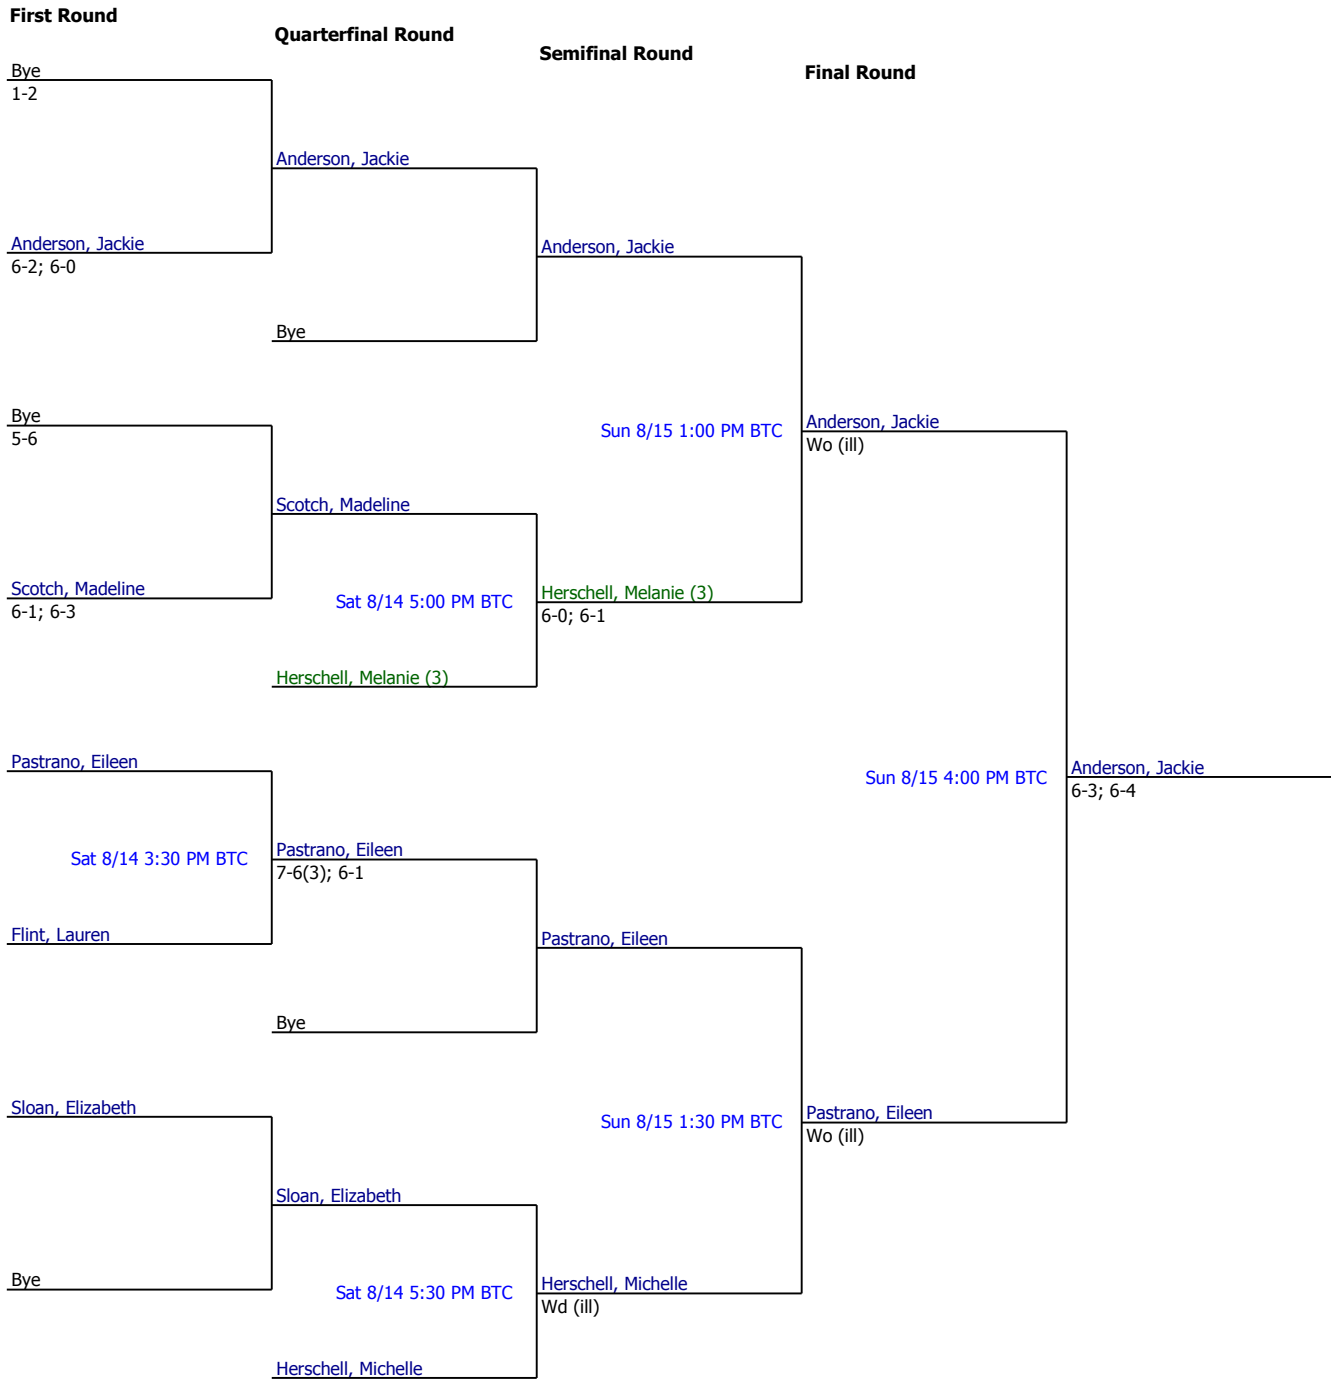 First Round
Quarterfinal Round
Semifinal Round
Final Round
Bye
1-2
Anderson, Jackie
Anderson, Jackie
6-2; 6-0
Anderson, Jackie
Bye
Bye
5-6
Sun 8/15 1:00 PM BTC
Anderson, Jackie
Wo (ill)
Scotch, Madeline
Scotch, Madeline
6-1; 6-3
Sat 8/14 5:00 PM BTC
Herschell, Melanie (3)
6-0; 6-1
Herschell, Melanie (3)
Pastrano, Eileen
Sun 8/15 4:00 PM BTC
Anderson, Jackie
6-3; 6-4
Sat 8/14 3:30 PM BTC
Pastrano, Eileen
7-6(3); 6-1
Flint, Lauren
Pastrano, Eileen
Bye
Sloan, Elizabeth
Sun 8/15 1:30 PM BTC
Pastrano, Eileen
Wo (ill)
Sloan, Elizabeth
Bye
Sat 8/14 5:30 PM BTC
Herschell, Michelle
Wd (ill)
Herschell, Michelle